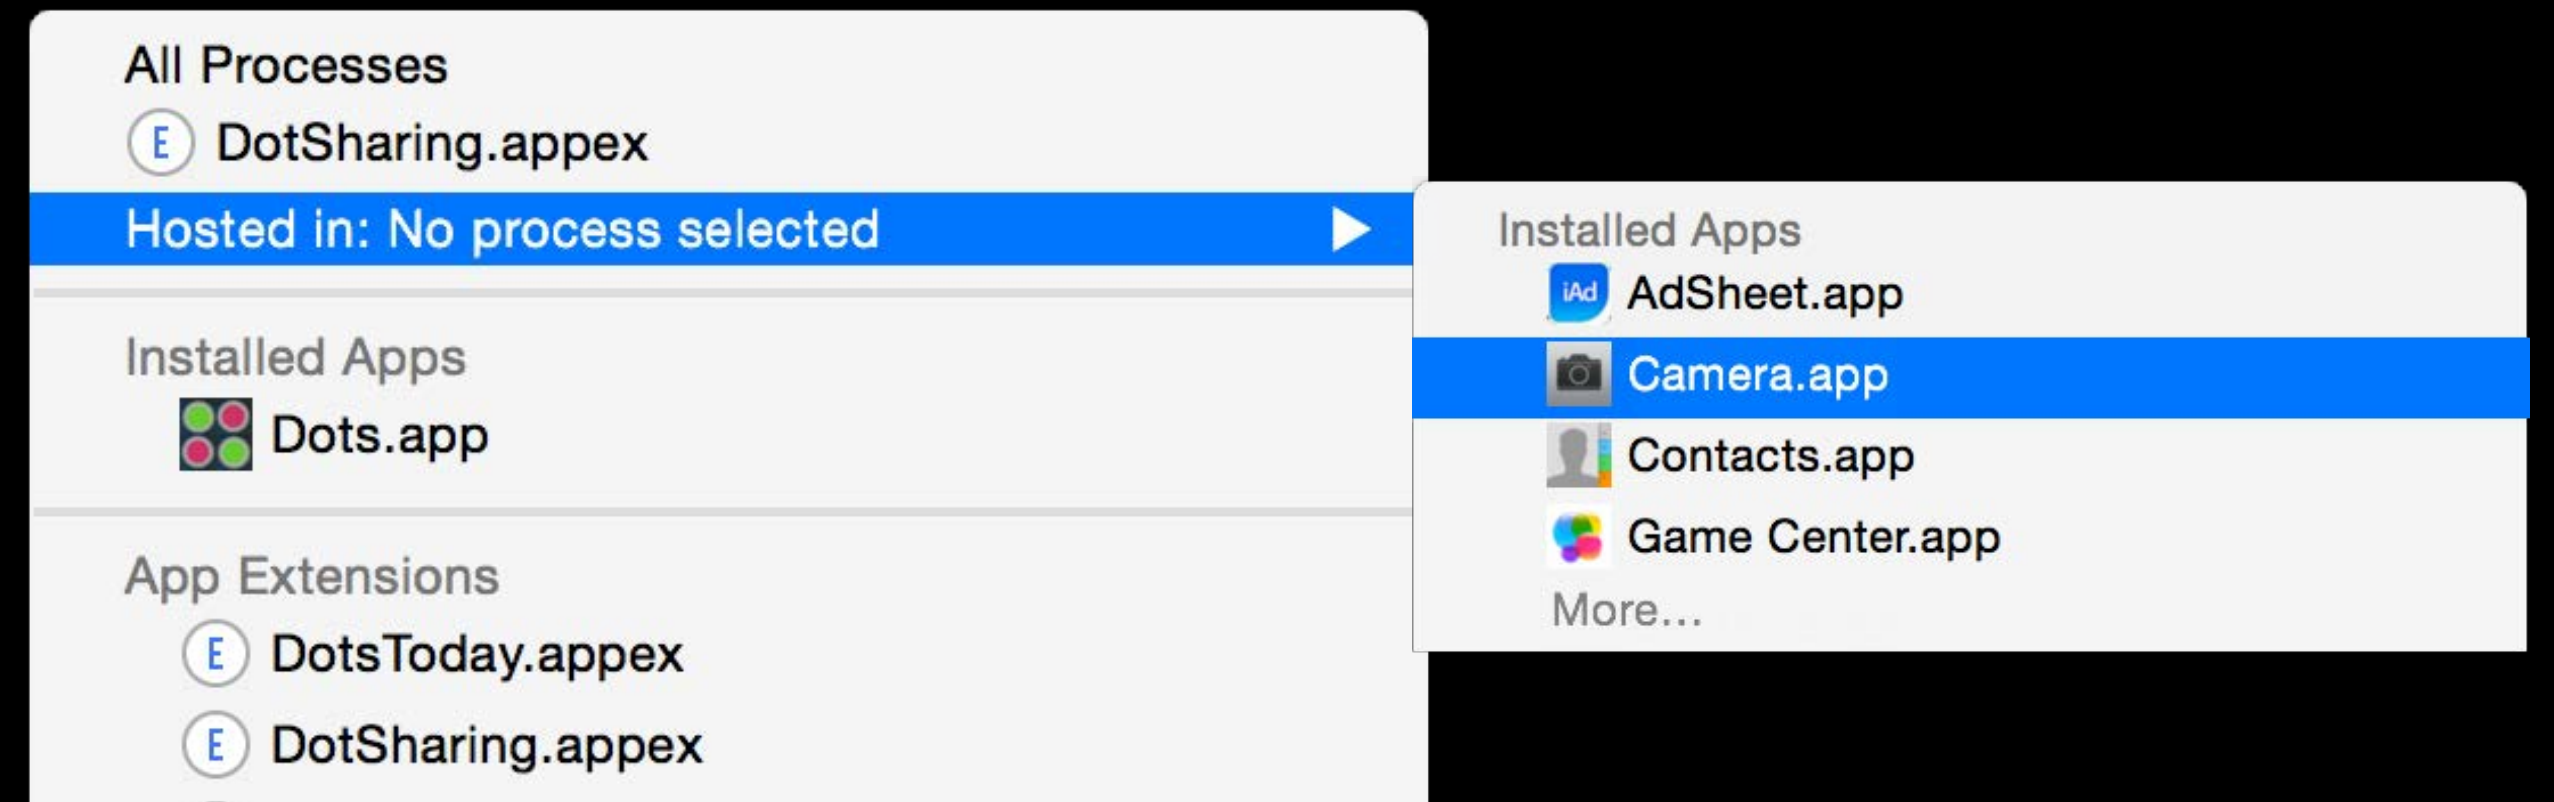 All Processes
E DotSharing.appex
Hosted in: No process selected
Installed Apps
Dots.app
App Extensions
E DotsToday.appex
E DotSharing.appex
Installed Apps
iAd AdSheet.app
Camera.app
Contacts.app
Game Center.app
More...